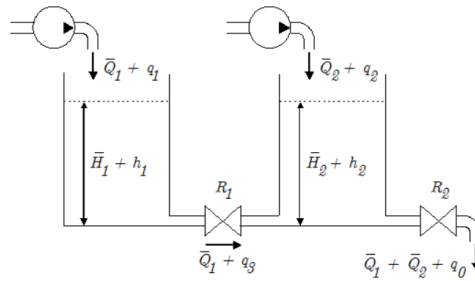 Q̄₁ + q₁
Q̄₂ + q₂
H̄₁ + h₁
H̄₂ + h₂
R₁
R₂
Q̄₁ + q₃
Q̄₁ + Q̄₂ + q₀